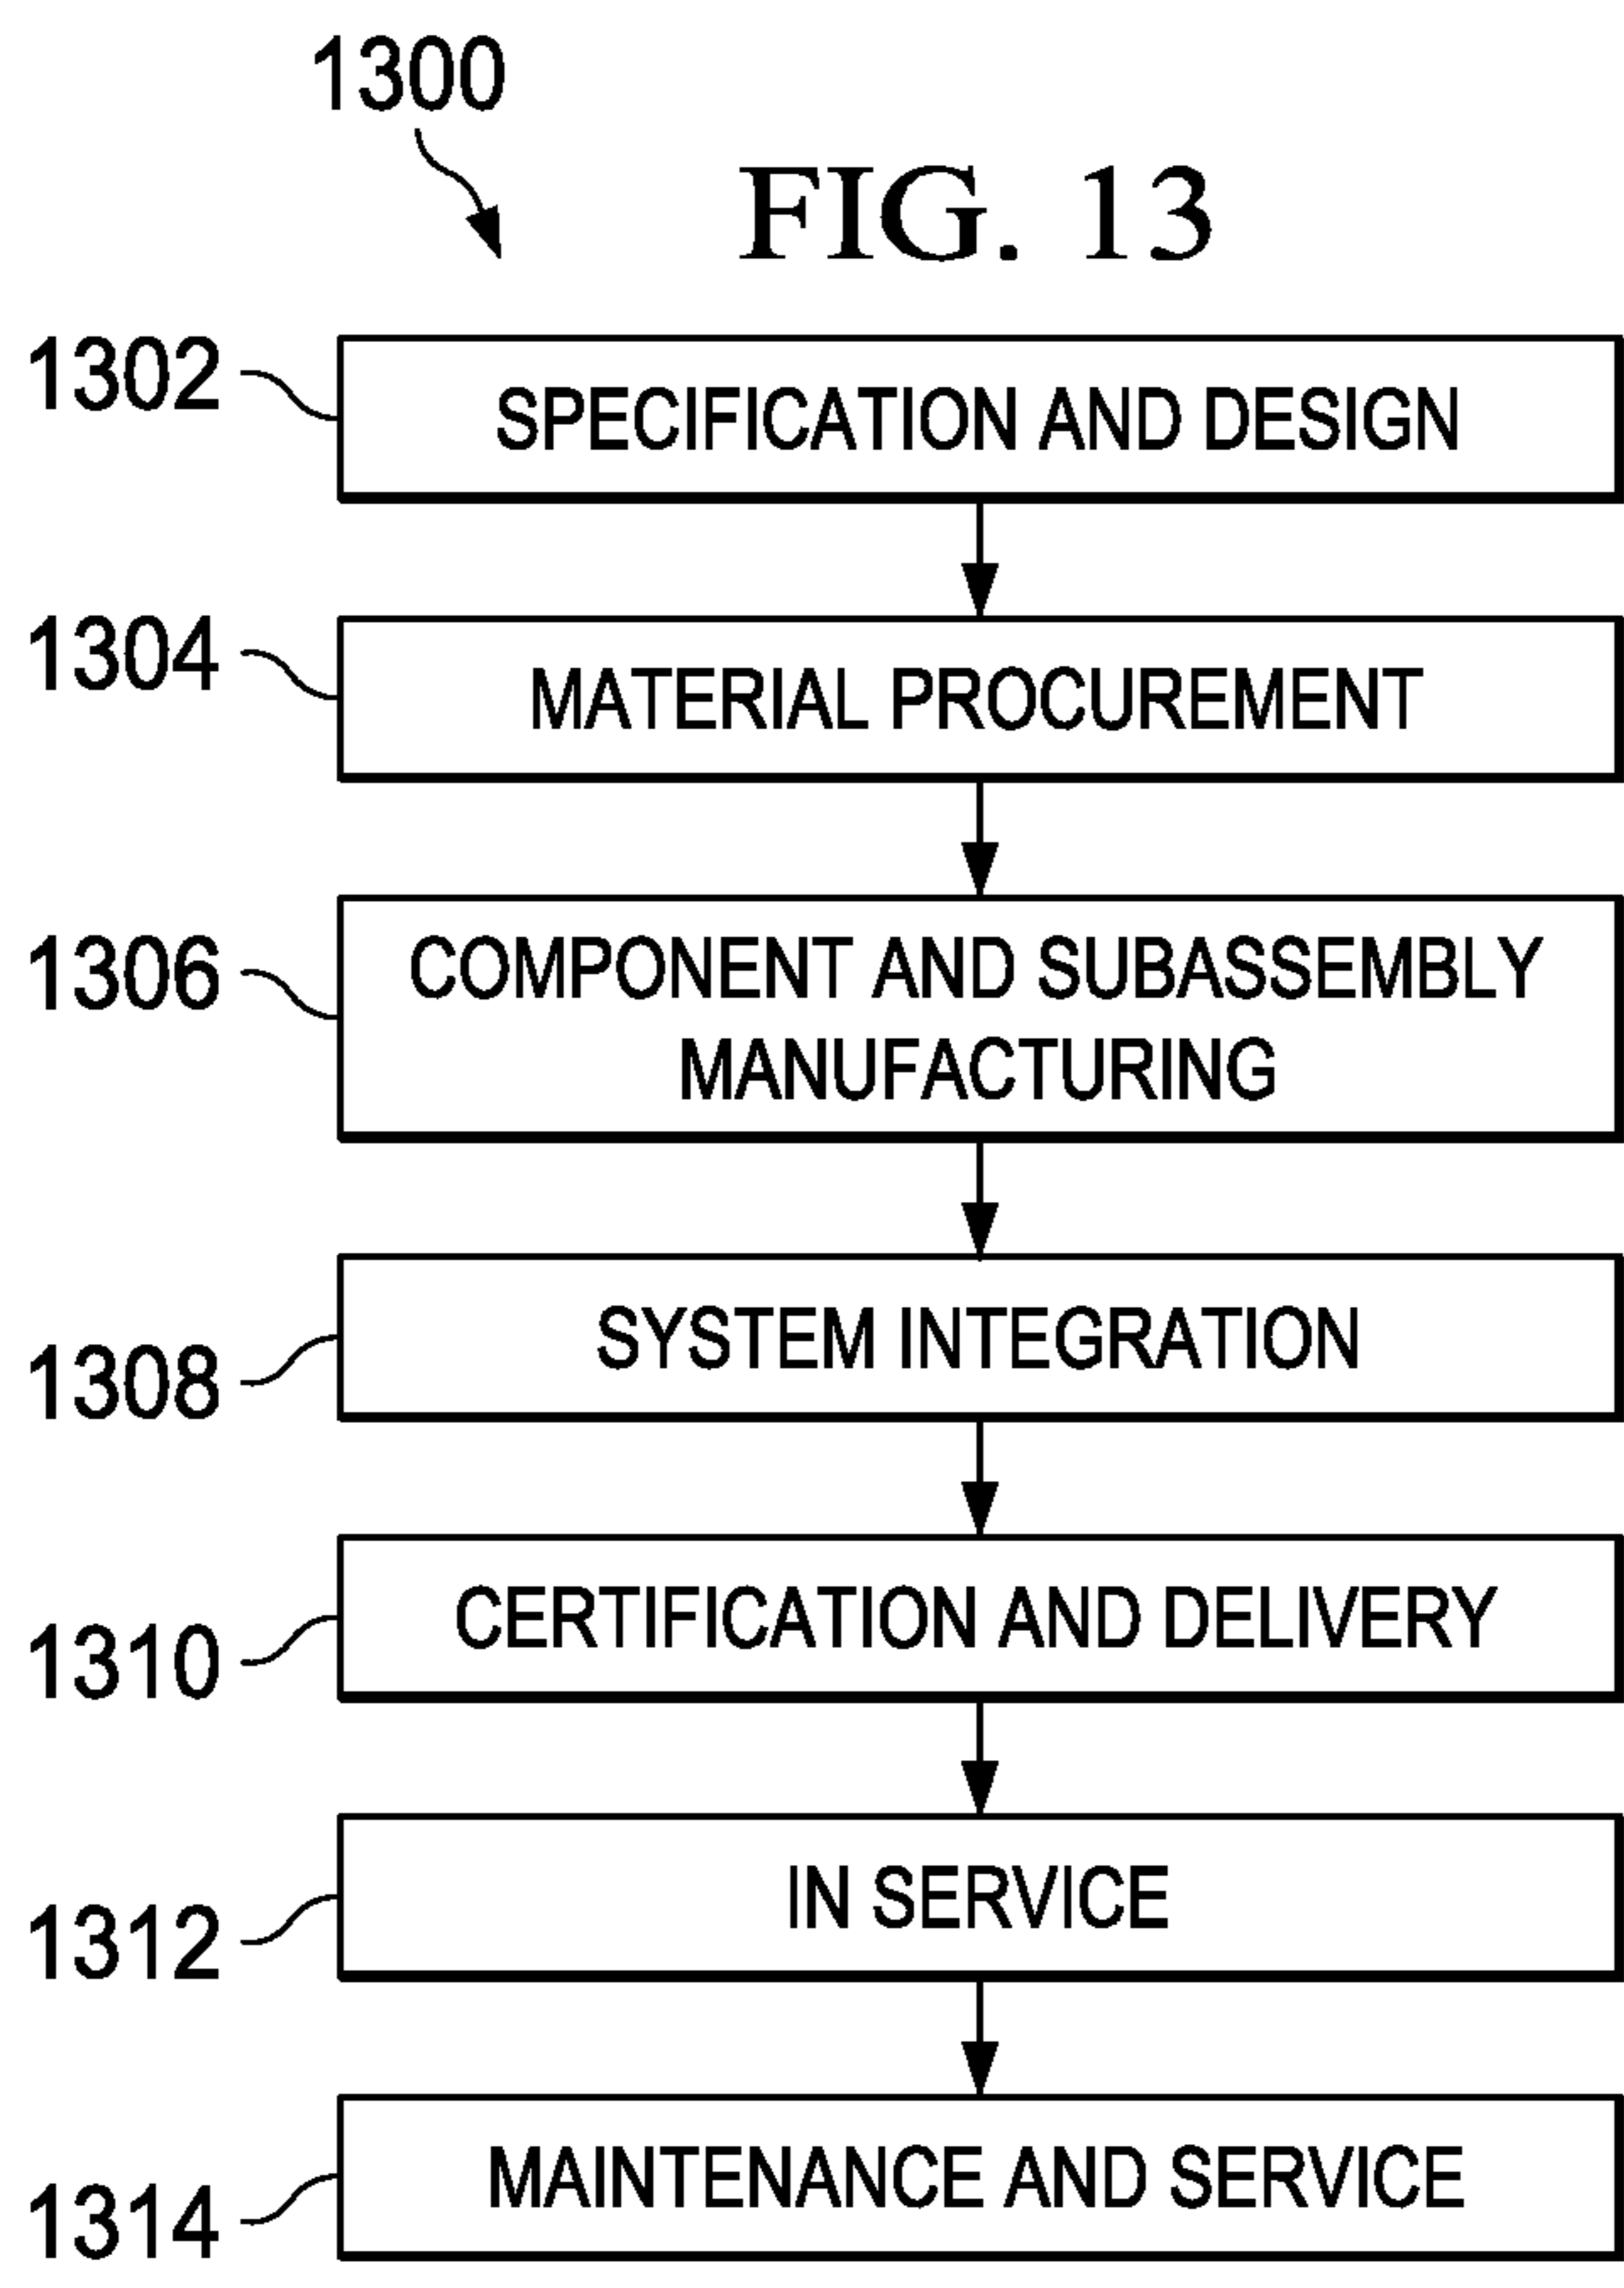 1300
FIG. 13
1302
SPECIFICATION AND DESIGN
1304
MATERIAL PROCUREMENT
1306
COMPONENT AND SUBASSEMBLY
MANUFACTURING
1308
SYSTEM INTEGRATION
1310
CERTIFICATION AND DELIVERY
1312
IN SERVICE
1314
MAINTENANCE AND SERVICE